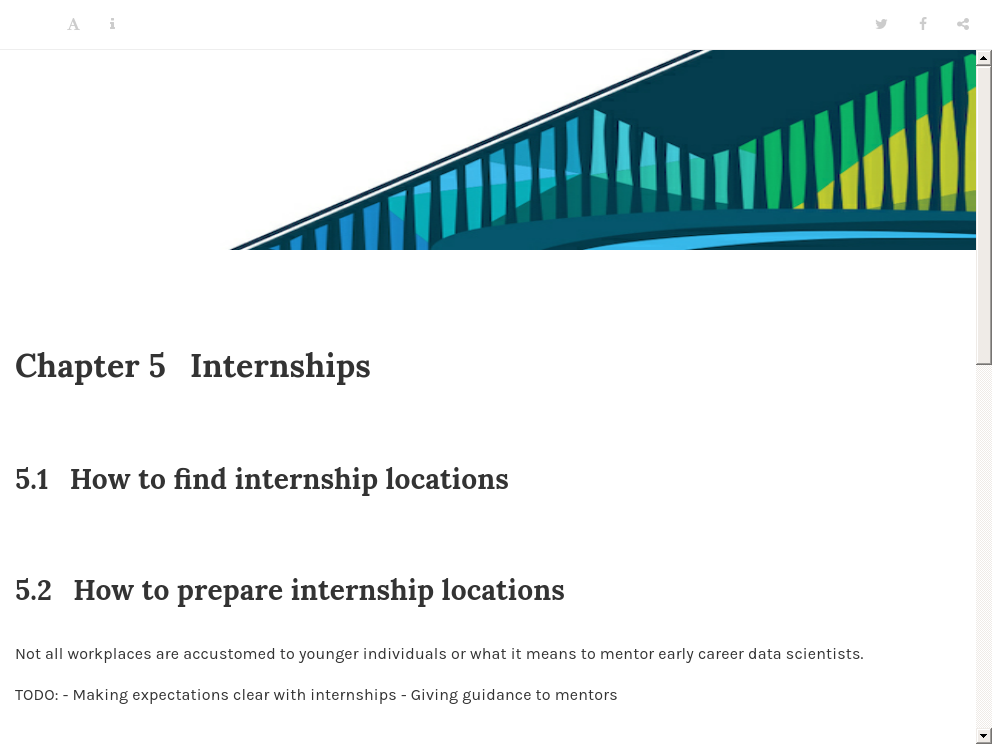 Chapter 5 Internships
5.1 How to find internship locations
5.2 How to prepare internship locations
Not all workplaces are accustomed to younger individuals or what it means to mentor early career data scientists.
TODO: - Making expectations clear with internships - Giving guidance to mentors